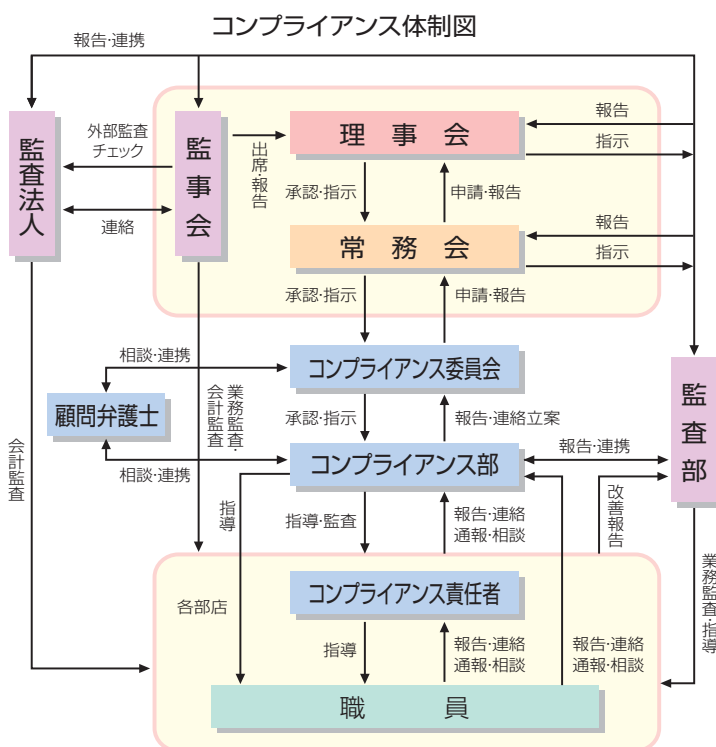 コンプライアンス体制図
報告・連携
監査法人
外部監査
チェック
連絡
監事会
出席・報告
理事会
報告
指示
承認・指示
申請・報告
常務会
報告
指示
承認・指示
申請・報告
相談・連携
コンプライアンス委員会
顧問弁護士
業務監査・
会計監査
承認・指示
報告・連絡立案
監査部
会計監査
相談・連携
コンプライアンス部
報告・連携
指導
指導・監査
報告・連絡
通報・相談
改善報告
業務監査・指導
各部店
コンプライアンス責任者
指導
報告・連絡
通報・相談
報告・連絡
通報・相談
職員